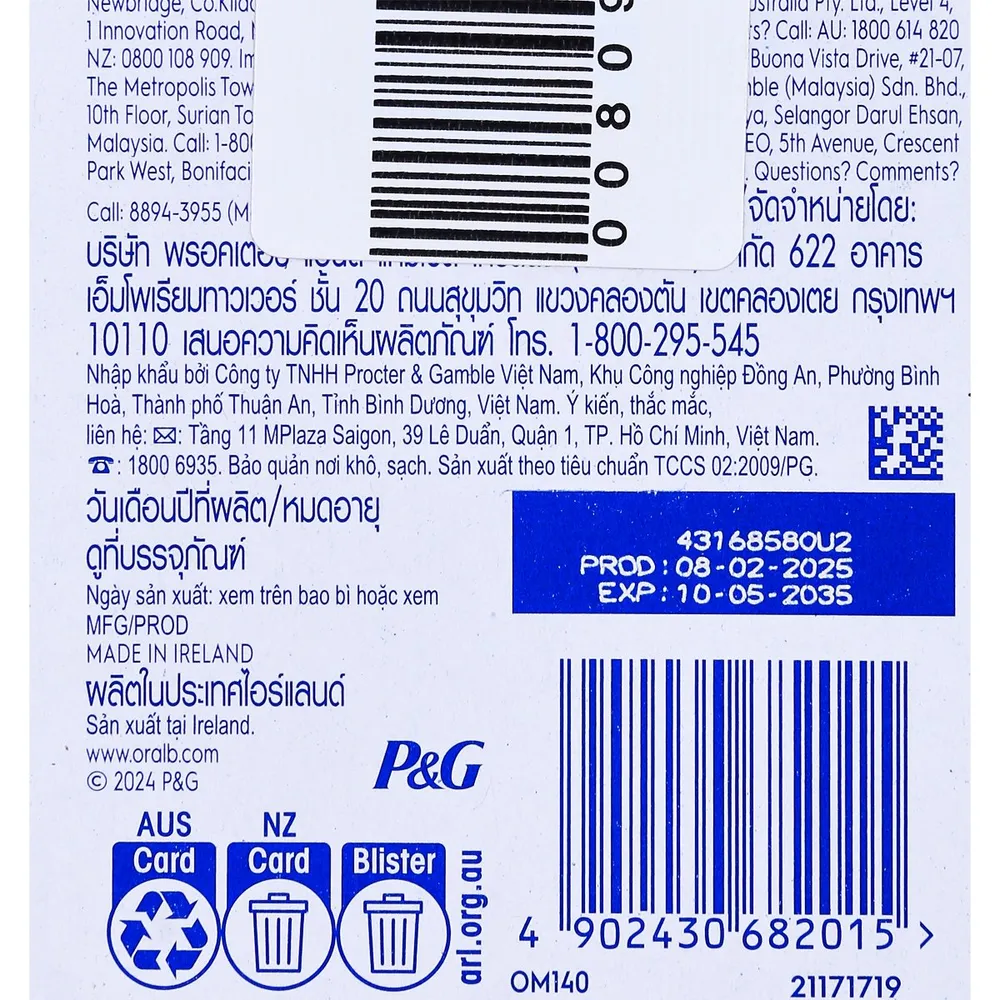 Newbridge, Co.Kildare
ustralia Pty. Ltd., Level 4,
1 Innovation Road,
rs? Call: AU: 1800 614 820
NZ: 0800 108 909.
Buona Vista Drive, #21-07,
The Metropolis Tow
ble (Malaysia) Sdn. Bhd.,
10th Floor, Surian To
ya, Selangor Darul Ehsan,
Malaysia. Call: 1-80
EO, 5th Avenue, Crescent
Park West, Bonifaci
. Questions? Comments?
Call: 8894-3955 (M
/จัดจำหน่ายโดย:
บริษัท พรอคเตอร์ 622 อาคาร
เอ็มโพเรียมทาวเวอร์ ชั้น 20 ถนนสุขุมวิท แขวงคลองตัน เขตคลองเตย กรุงเทพฯ
10110 เสนอความคิดเห็นผลิตภัณฑ์ โทร. 1-800-295-545
Nhập khẩu bởi Công ty TNHH Procter & Gamble Việt Nam, Khu Công nghiệp Đồng An, Phường Bình
Hoà, Thành phố Thuận An, Tỉnh Bình Dương, Việt Nam. Ý kiến, thắc mắc,
liên hệ: ✉: Tầng 11 MPlaza Saigon, 39 Lê Duẩn, Quận 1, TP. Hồ Chí Minh, Việt Nam.
☎: 1800 6935. Bảo quản nơi khô, sạch. Sản xuất theo tiêu chuẩn TCCS 02:2009/PG.
วันเดือนปีที่ผลิต/หมดอายุ
ดูที่บรรจุภัณฑ์
Ngày sản xuất: xem trên bao bì hoặc xem
MFG/PROD
MADE IN IRELAND
ผลิตในประเทศไอร์แลนด์
Sản xuất tại Ireland.
www.oralb.com
© 2024 P&G
P&G
43168580U2
PROD:08-02-2025
EXP:10-05-2035
AUS
NZ
Card
Card
Blister
arl.org.au
4 902430 682015 >
OM140
21171719
0080